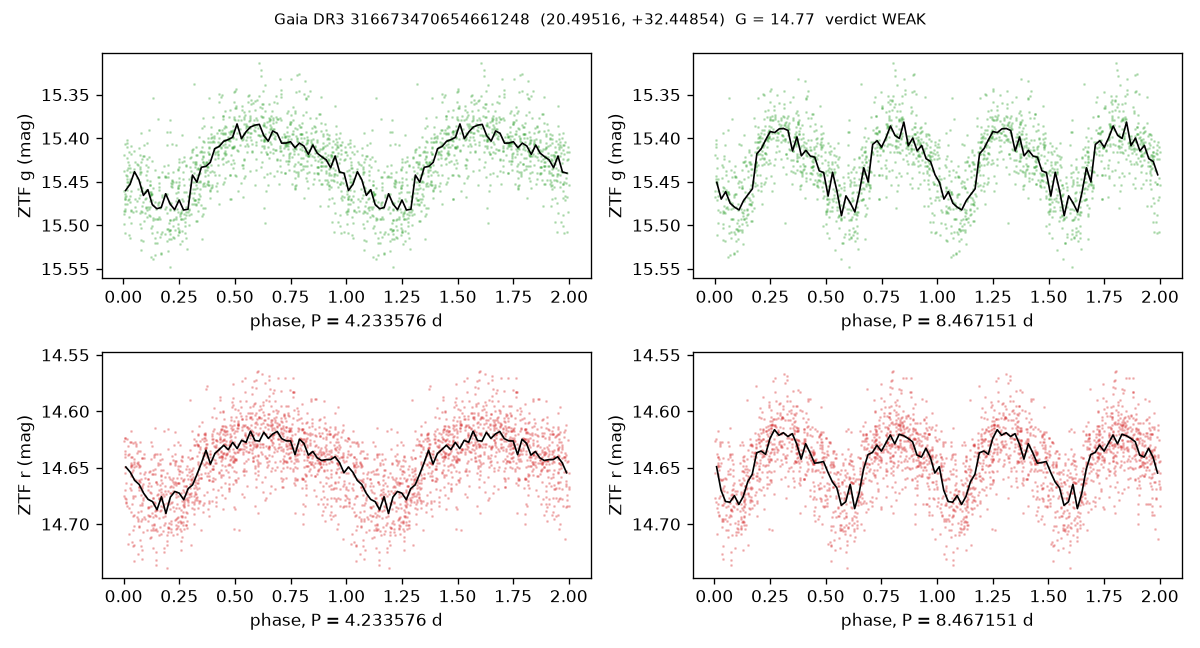 Gaia DR3 316673470654661248 (20.49516, +32.44854) G = 14.77 verdict WEAK
ZTF g (mag)
15.35
15.40
15.45
15.50
15.55
0.00 0.25 0.50 0.75 1.00 1.25 1.50 1.75 2.00
phase, P = 4.233576 d
ZTF g (mag)
15.35
15.40
15.45
15.50
15.55
0.00 0.25 0.50 0.75 1.00 1.25 1.50 1.75 2.00
phase, P = 8.467151 d
ZTF r (mag)
14.55
14.60
14.65
14.70
0.00 0.25 0.50 0.75 1.00 1.25 1.50 1.75 2.00
phase, P = 4.233576 d
ZTF r (mag)
14.55
14.60
14.65
14.70
0.00 0.25 0.50 0.75 1.00 1.25 1.50 1.75 2.00
phase, P = 8.467151 d